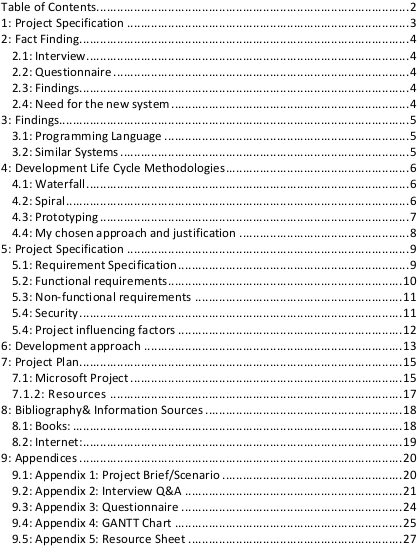 Table of Contents....................2
1: Project Specification....................3
2: Fact Finding....................4
2.1: Interview....................4
2.2: Questionnaire....................4
2.3: Findings....................4
2.4: Need for the new system....................4
3: Findings....................5
3.1: Programming Language....................5
3.2: Similar Systems....................5
4: Development Life Cycle Methodologies....................6
4.1: Waterfall....................6
4.2: Spiral....................6
4.3: Prototyping....................7
4.4: My chosen approach and justification....................8
5: Project Specification....................9
5.1: Requirement Specification....................9
5.2: Functional requirements....................10
5.3: Non-functional requirements....................11
5.4: Security....................11
5.4: Project influencing factors....................12
6: Development approach....................13
7: Project Plan....................15
7.1: Microsoft Project....................15
7.1.2: Resources....................17
8: Bibliography& Information Sources....................18
8.1: Books:....................18
8.2: Internet:....................19
9: Appendices....................20
9.1: Appendix 1: Project Brief/Scenario....................20
9.2: Appendix 2: Interview Q&A....................21
9.3: Appendix 3: Questionnaire....................24
9.4: Appendix 4: GANTT Chart....................25
9.5: Appendix 5: Resource Sheet....................27